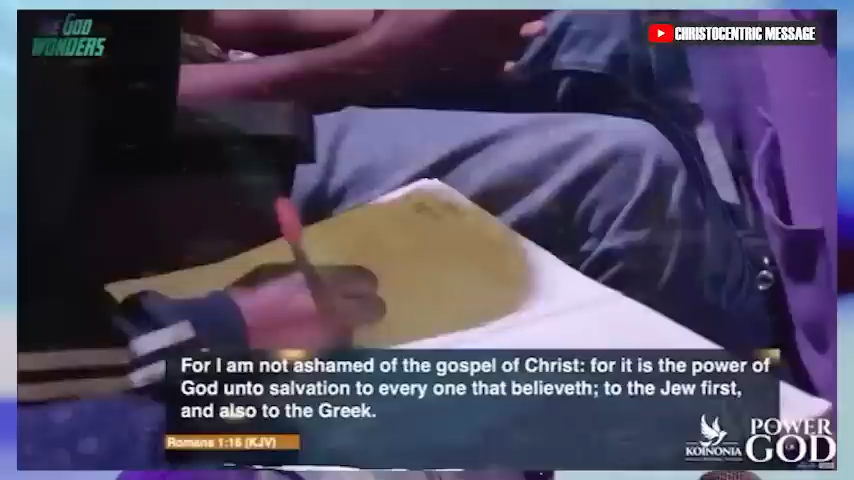 GOD
WONDERS
CHRISTOCENTRIC MESSAGE
For I am not ashamed of the gospel of Christ: for it is the power of
God unto salvation to every one that believeth; to the Jew first,
and also to the Greek.
Romans 1:16 (KJV)
KOINONIA
POWER
OF
GOD